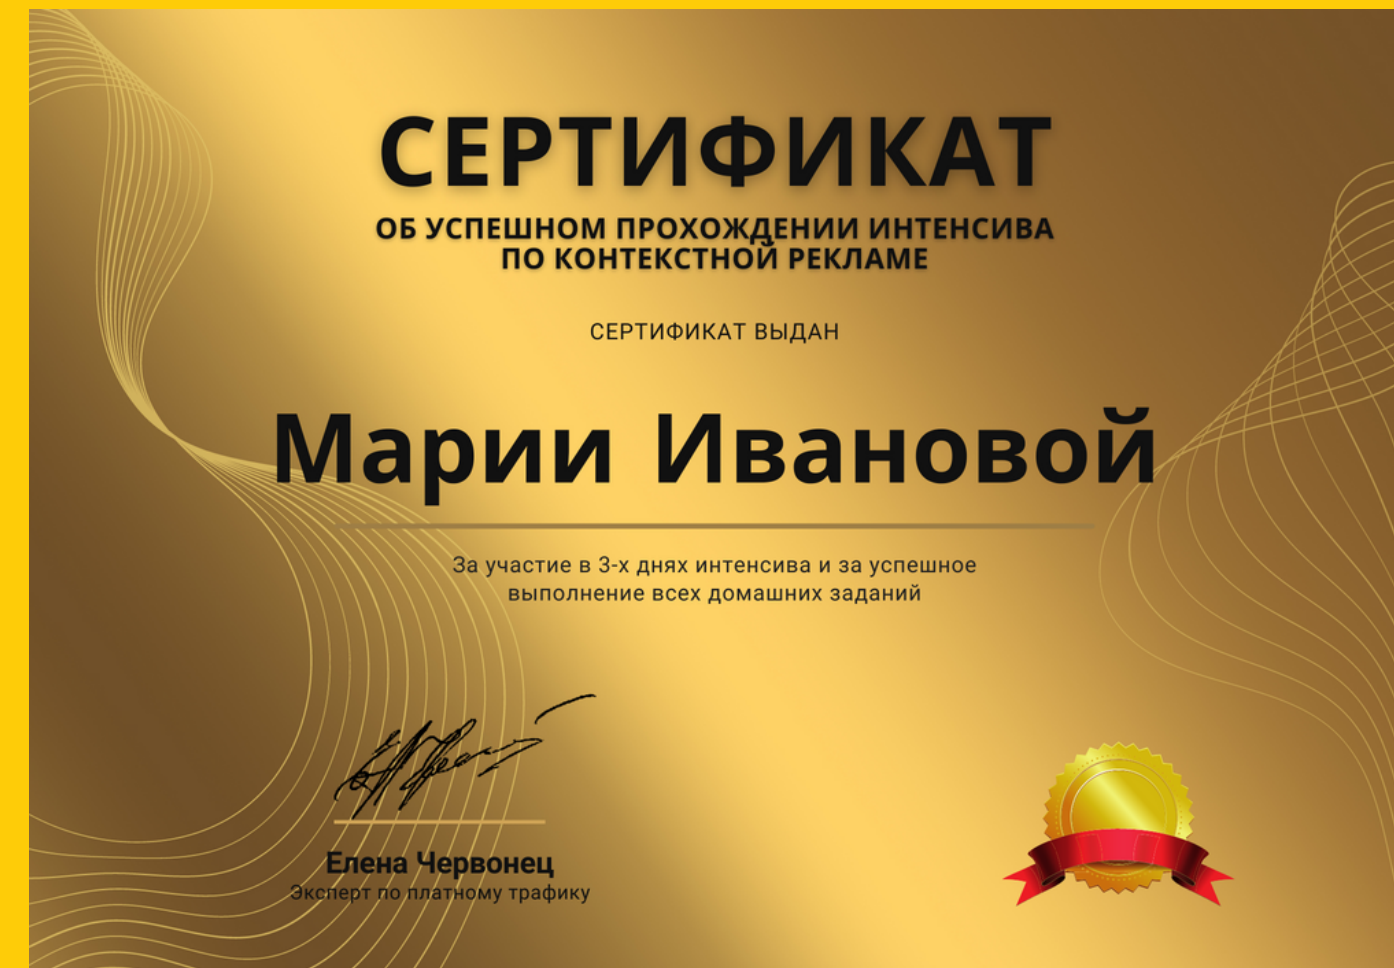 СЕРТИФИКАТ
ОБ УСПЕШНОМ ПРОХОЖДЕНИИ ИНТЕНСИВА
ПО КОНТЕКСТНОЙ РЕКЛАМЕ
СЕРТИФИКАТ ВЫДАН
Марии Ивановой
За участие в 3-х днях интенсива и за успешное
выполнение всех домашних заданий
Елена Червонец
Эксперт по платному трафику